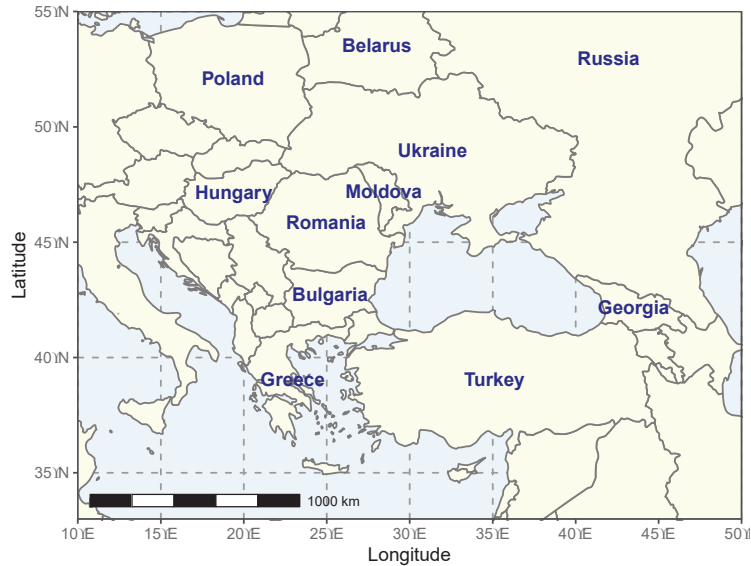 55°N
Belarus
Russia
Poland
50°N
Ukraine
Hungary
Moldova
Romania
45°N
Bulgaria
Georgia
40°N
Greece
Turkey
35°N
1000 km
10°E 15°E 20°E 25°E 30°E 35°E 40°E 45°E 50°E
Longitude
Latitude